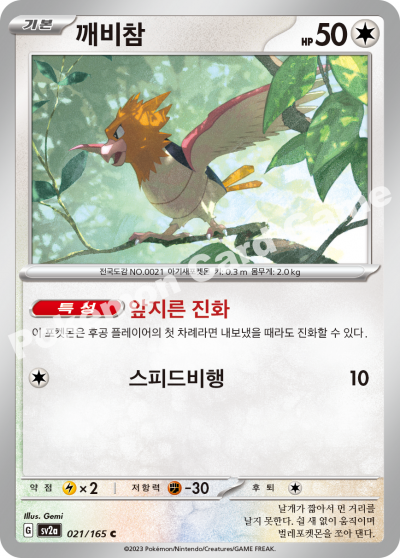 기본 깨비참 HP 50
전국도감 NO.0021 아기새포켓몬 키: 0.3 m 몸무게: 2.0 kg
특성 앞지른 진화
이 포켓몬은 후공 플레이어의 첫 차례라면 내보냈을 때라도 진화할 수 있다.
스피드비행 10
약점 ×2 저항력 -30 후퇴
Illus. Gemi
G sv2a 021/165 C
날개가 짧아서 먼 거리를
날지 못한다. 쉴 새 없이 움직이며
벌레포켓몬을 쪼아 댄다.
©2023 Pokémon/Nintendo/Creatures/GAME FREAK.
Pokémon Card Game